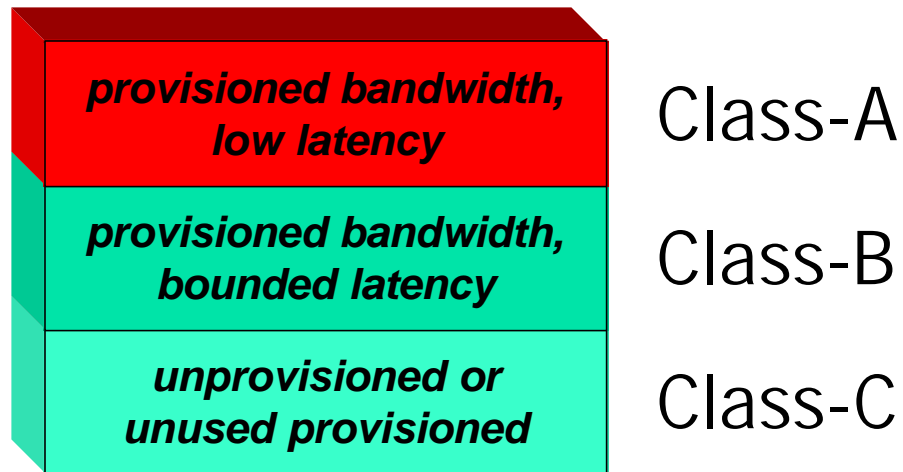 provisioned bandwidth,
low latency
Class-A
provisioned bandwidth,
bounded latency
Class-B
unprovisioned or
unused provisioned
Class-C